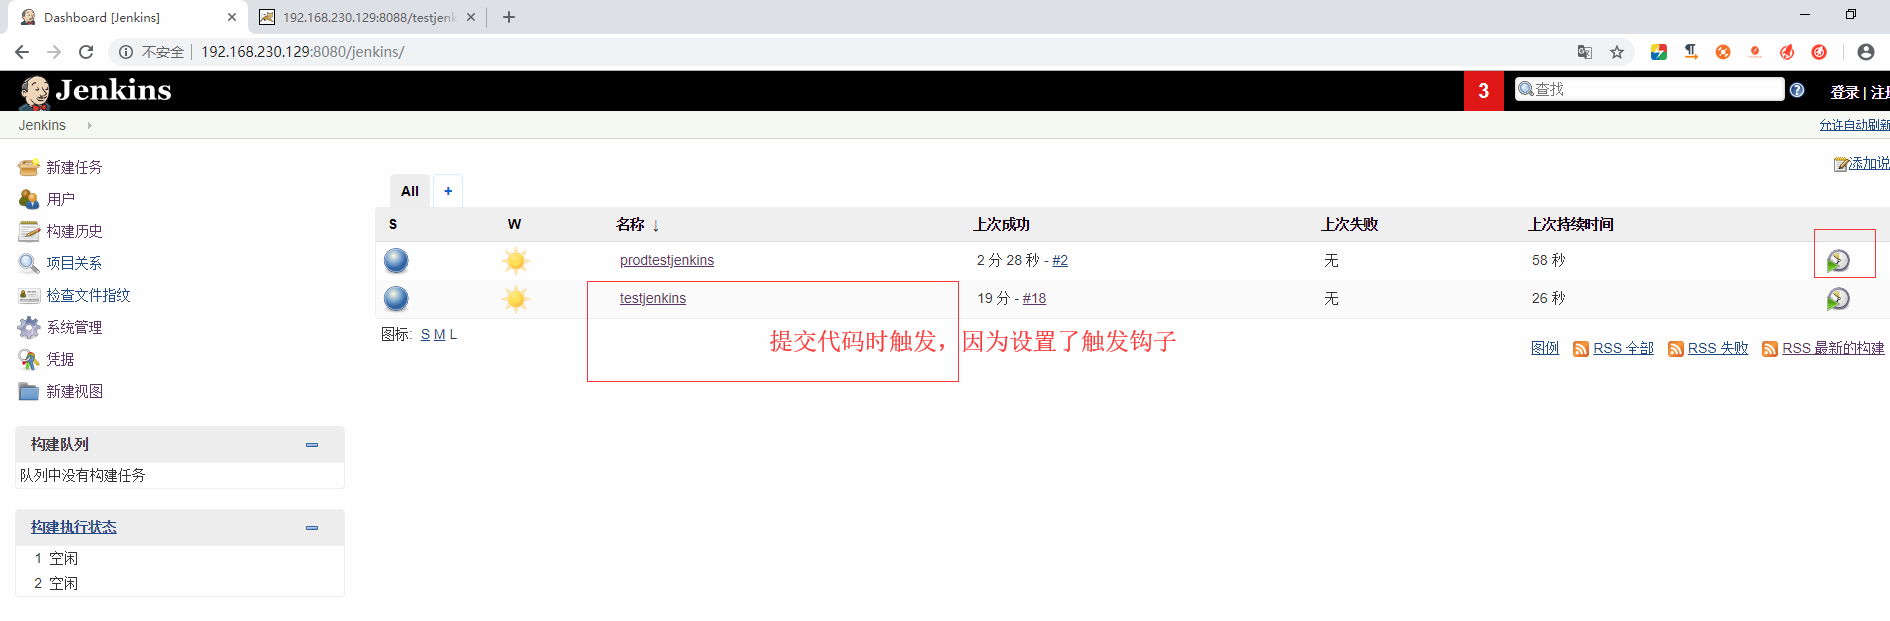 Dashboard [Jenkins]
192.168.230.129:8088/testjenk
不安全
192.168.230.129:8080/jenkins/
Jenkins
3
查找
登录 | 注
Jenkins
允许自动刷新
新建任务
用户
构建历史
项目关系
检查文件指纹
系统管理
凭据
新建视图
添加说
All
+
S W 名称 ↓ 上次成功 上次失败 上次持续时间
prodtestjenkins 2 分 28 秒 - #2 无 58 秒
testjenkins 19 分 - #18 无 26 秒
图标: S M L
提交代码时触发，因为设置了触发钩子
图例 RSS 全部 RSS 失败 RSS 最新的构建
构建队列
队列中没有构建任务
构建执行状态
1 空闲
2 空闲